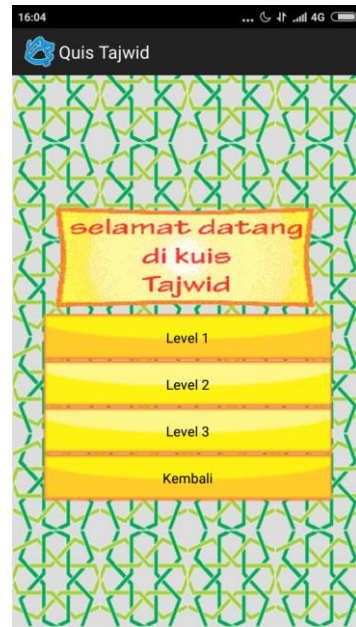 16:04 ... 4G
Quis Tajwid
selamat datang
di kuis
Tajwid
Level 1
Level 2
Level 3
Kembali